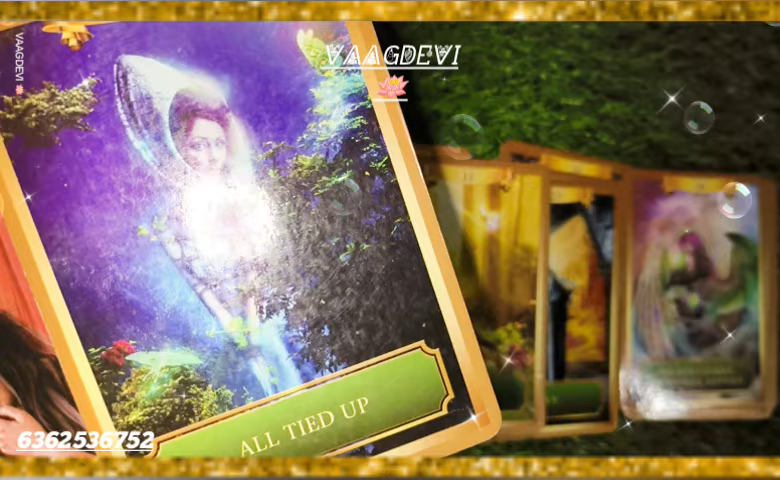 VAAGDEVI
🪷
VAAGDEVI 🪷
ALL TIED UP
6362536752